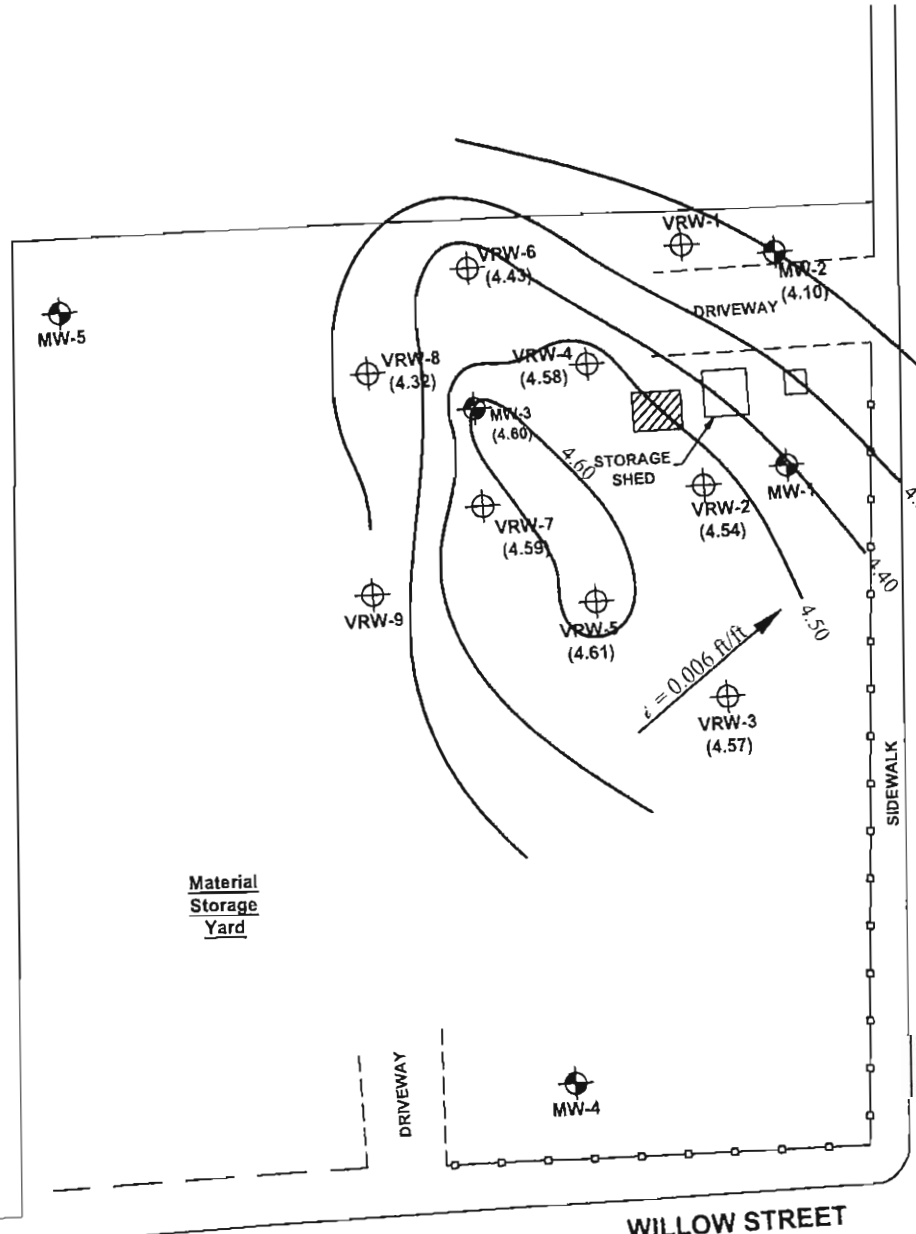 VRW-1
VRW-6
(4.43)
MW-2
(4.10)
MW-5
DRIVEWAY
VRW-8
(4.32)
VRW-4
(4.58)
MW-3
(4.60)
4.60
STORAGE
SHED
MW-1
VRW-2
(4.54)
VRW-7
(4.59)
4.40
4.50
VRW-9
VRW-5
(4.61)
i = 0.006 ft/ft
VRW-3
(4.57)
SIDEWALK
Material
Storage
Yard
DRIVEWAY
MW-4
WILLOW STREET